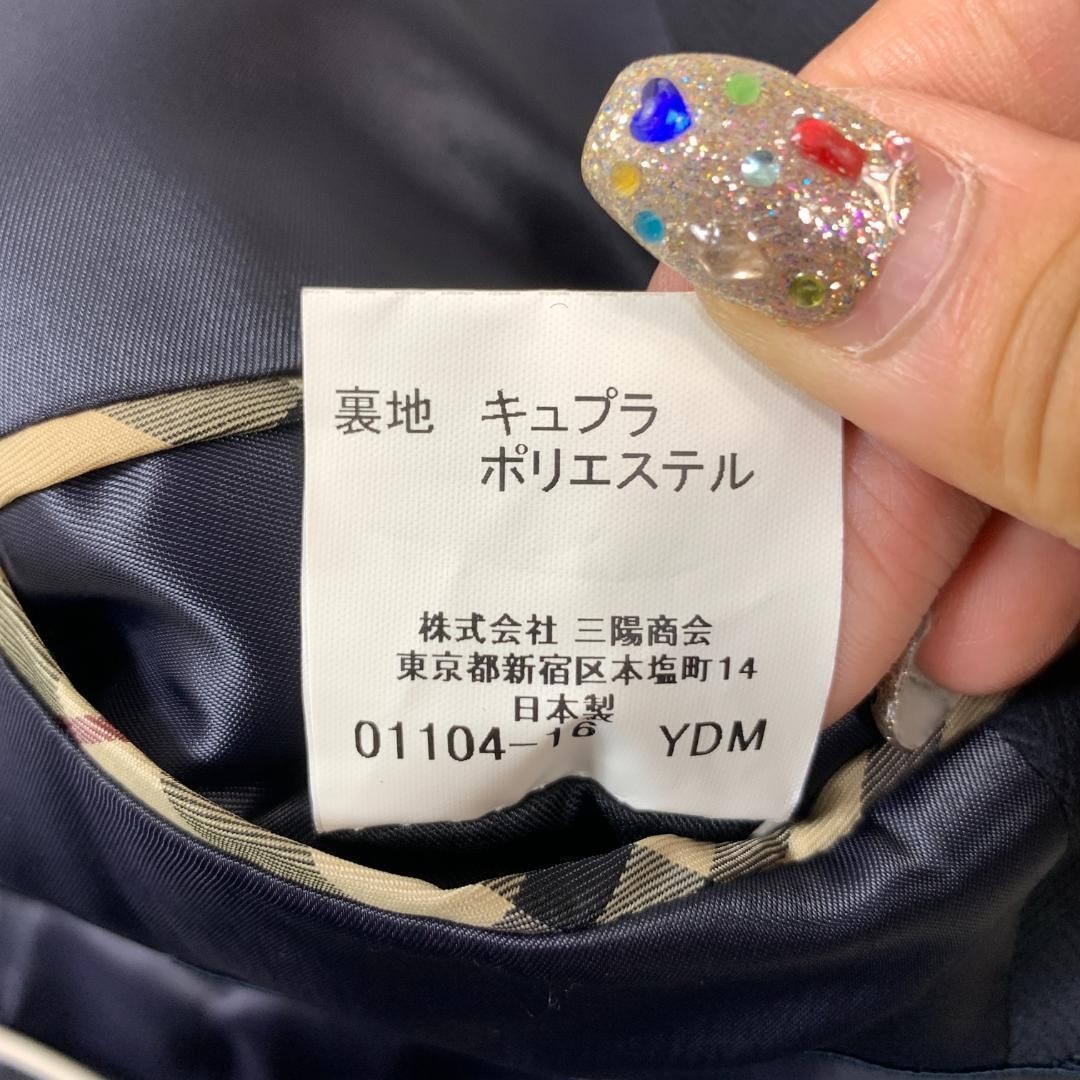 裏地 キュプラ
ポリエステル
株式会社 三陽商会
東京都新宿区本塩町14
日本製
01104-16 YDM